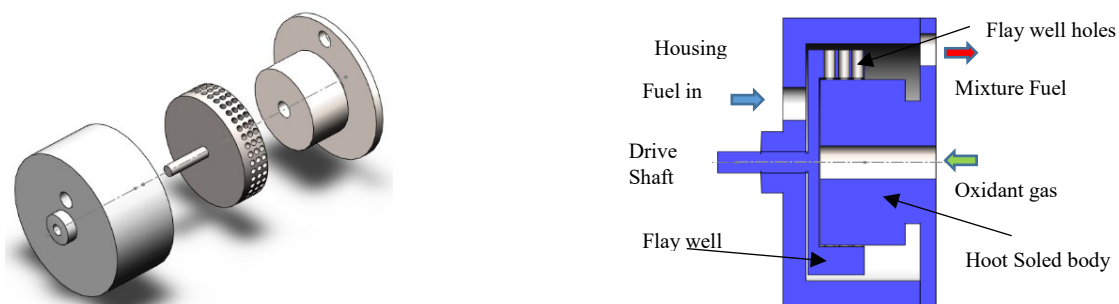 Flay well holes
Housing
Fuel in
Mixture Fuel
Drive
Shaft
Oxidant gas
Flay well
Hoot Soled body